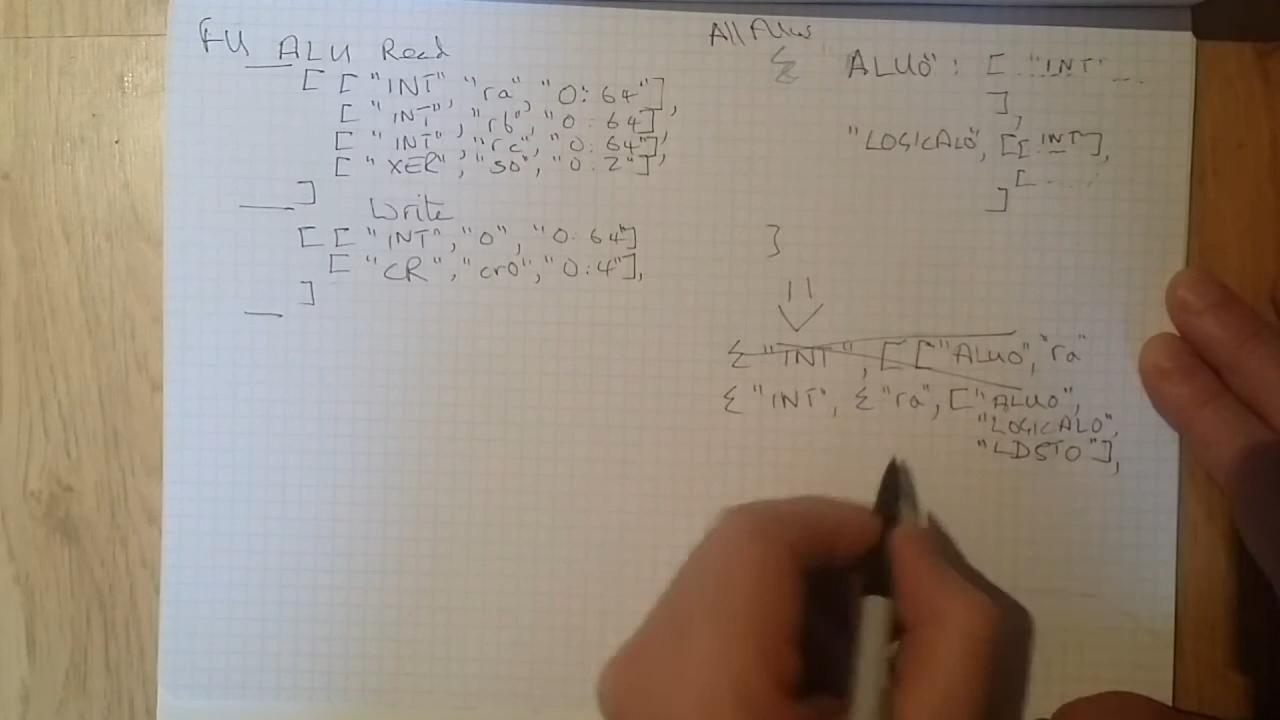 FU ALU Read
[ [ "INT", "ra", "0:64"],
[ "INT", "rb", "0:64],
[ "INT", "rc", "0:64"],
[ "XER", "so", "0:2"]
]
Write
[ [ "INT", "o", "0:64"]
[ "CR", "cr0", "0:4"],
]
{ "ALU0": [ "INT" ...
],
"LOGICAL0", [[ INT],
[ .....
]
}
{ "INT", [ ["ALU0", "ra"
{ "INT", { "ra", ["ALU0",
"LOGICAL0",
"LDST0"],